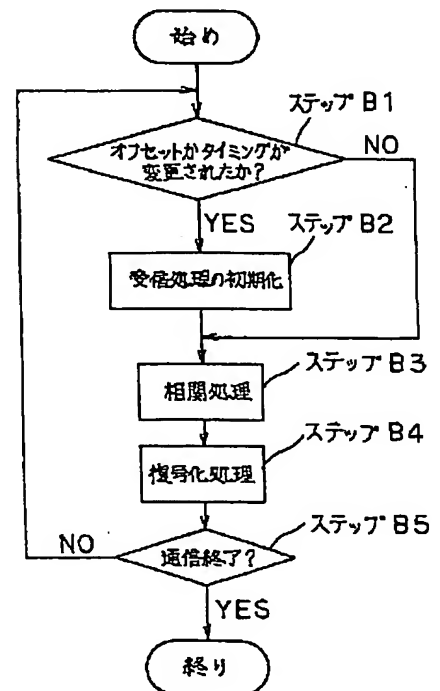 始め
ステップ B1
オフセットかタイミングが
変更されたか?
NO
YES
ステップ B2
受信処理の初期化
ステップ B3
相関処理
ステップ B4
復号化処理
ステップ B5
通信終了?
NO
YES
終り